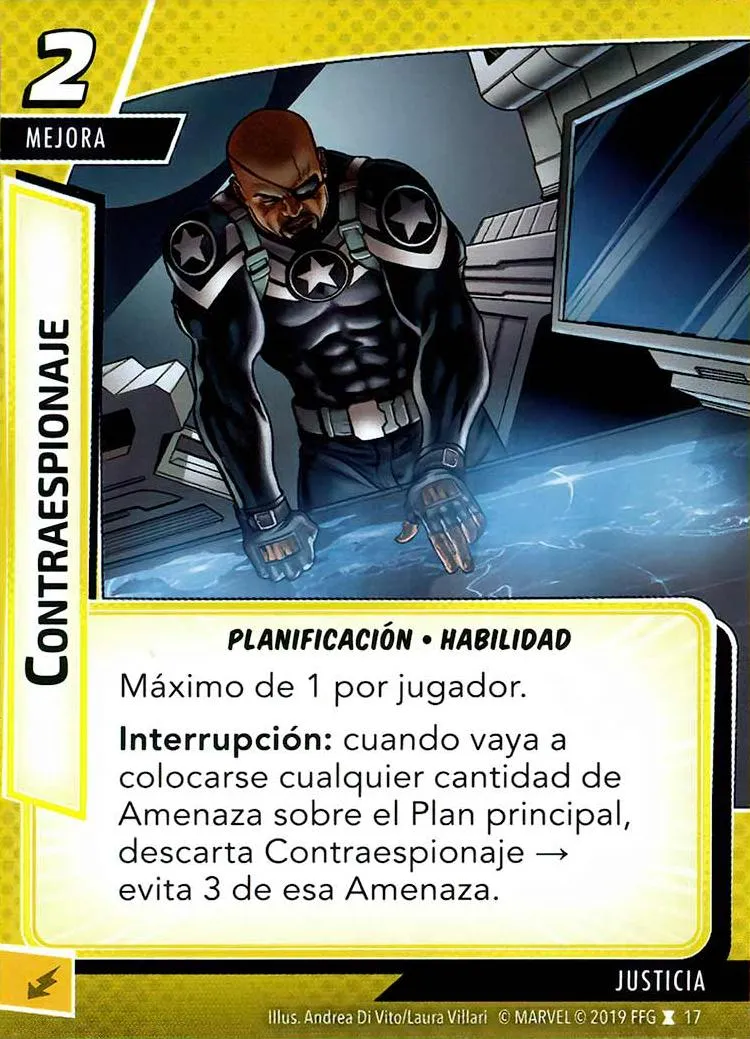 2
MEJORA
CONTRAESPIONAJE
PLANIFICACIÓN • HABILIDAD
Máximo de 1 por jugador.
Interrupción: cuando vaya a
colocarse cualquier cantidad de
Amenaza sobre el Plan principal,
descarta Contraespionaje →
evita 3 de esa Amenaza.
JUSTICIA
Illus. Andrea Di Vito/Laura Villari © MARVEL © 2019 FFG 17